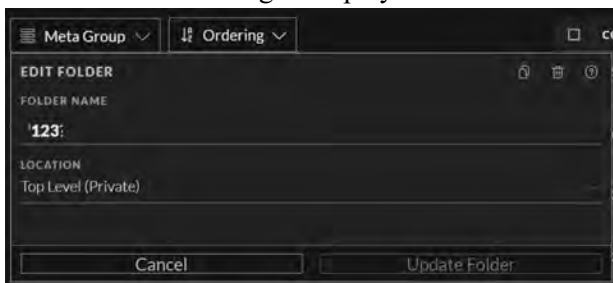 Meta Group Ordering
EDIT FOLDER
FOLDER NAME
123
LOCATION
Top Level (Private)
Cancel Update Folder